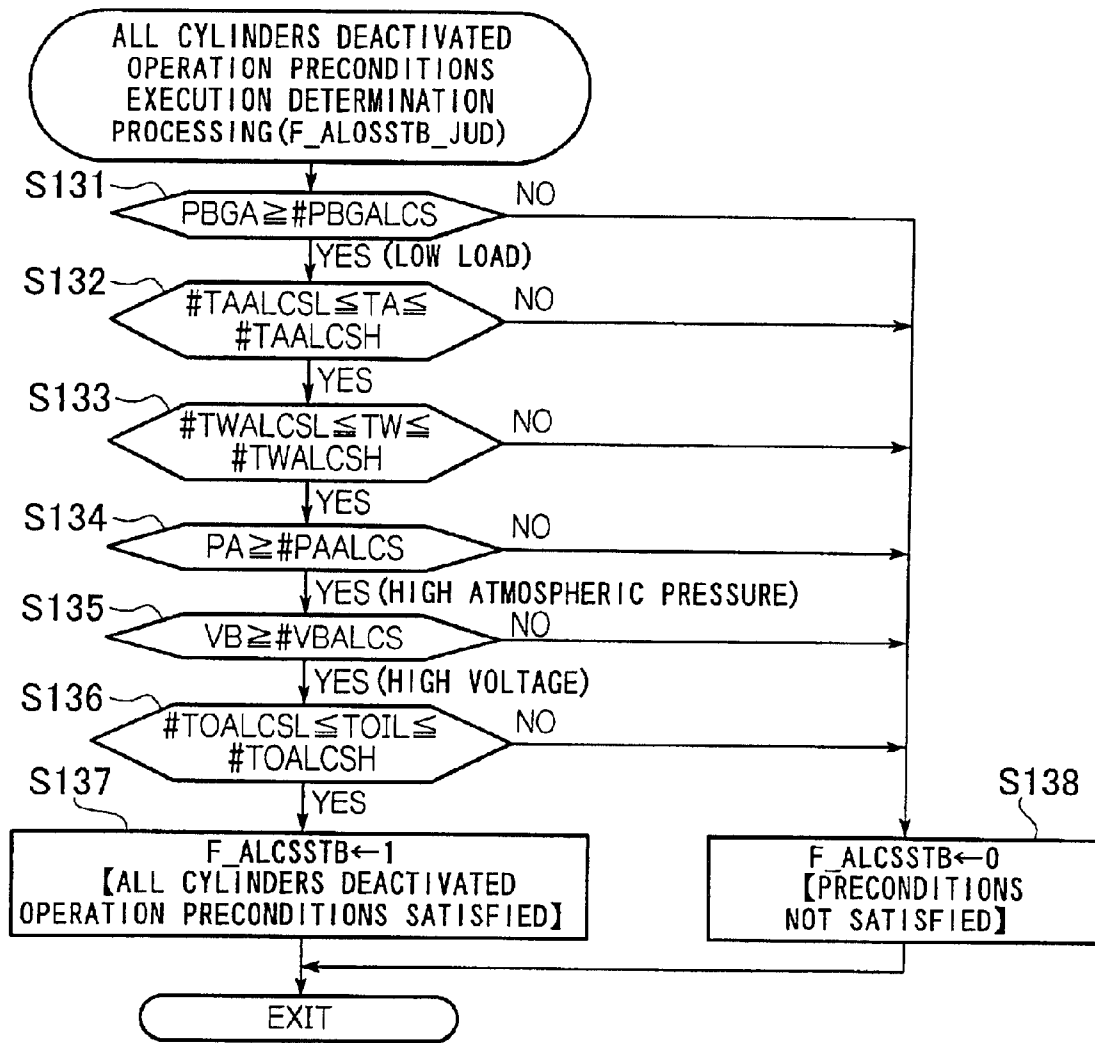 ALL CYLINDERS DEACTIVATED
OPERATION PRECONDITIONS
EXECUTION DETERMINATION
PROCESSING(F_ALOSSTB_JUD)
S131
PBGA≧#PBGALCS
NO
YES (LOW LOAD)
S132
#TAALCSL≦TA≦
#TAALCSH
NO
YES
S133
#TWALCSL≦TW≦
#TWALCSH
NO
YES
S134
PA≧#PAALCS
NO
YES (HIGH ATMOSPHERIC PRESSURE)
S135
VB≧#VBALCS
NO
YES (HIGH VOLTAGE)
S136
#TOALCSL≦TOIL≦
#TOALCSH
NO
YES
S137
F_ALCSSTB←1
【ALL CYLINDERS DEACTIVATED
OPERATION PRECONDITIONS SATISFIED】
S138
F_ALCSSTB←0
【PRECONDITIONS
NOT SATISFIED】
EXIT